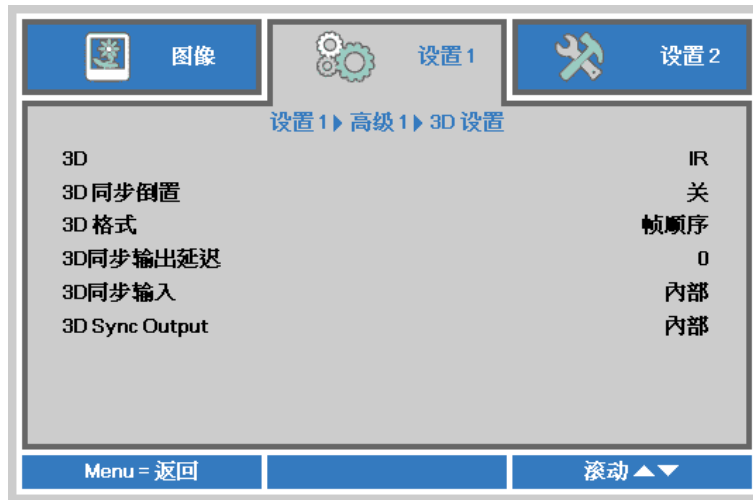 图像
设置 1
设置 2
设置 1▶ 高级 1▶ 3D 设置
3D IR
3D 同步倒置 关
3D 格式 帧顺序
3D同步输出延迟 0
3D同步输入 內部
3D Sync Output 內部
Menu = 返回
滚动▲▼